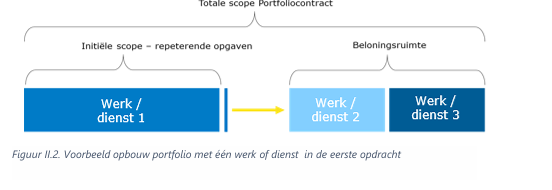 Totale scope Portfoliocontract
Initiële scope – repeterende opgaven
Beloningsruimte
Werk /
dienst 1
Werk /
dienst 2
Werk /
dienst 3
Figuur II.2. Voorbeeld opbouw portfolio met één werk of dienst in de eerste opdracht